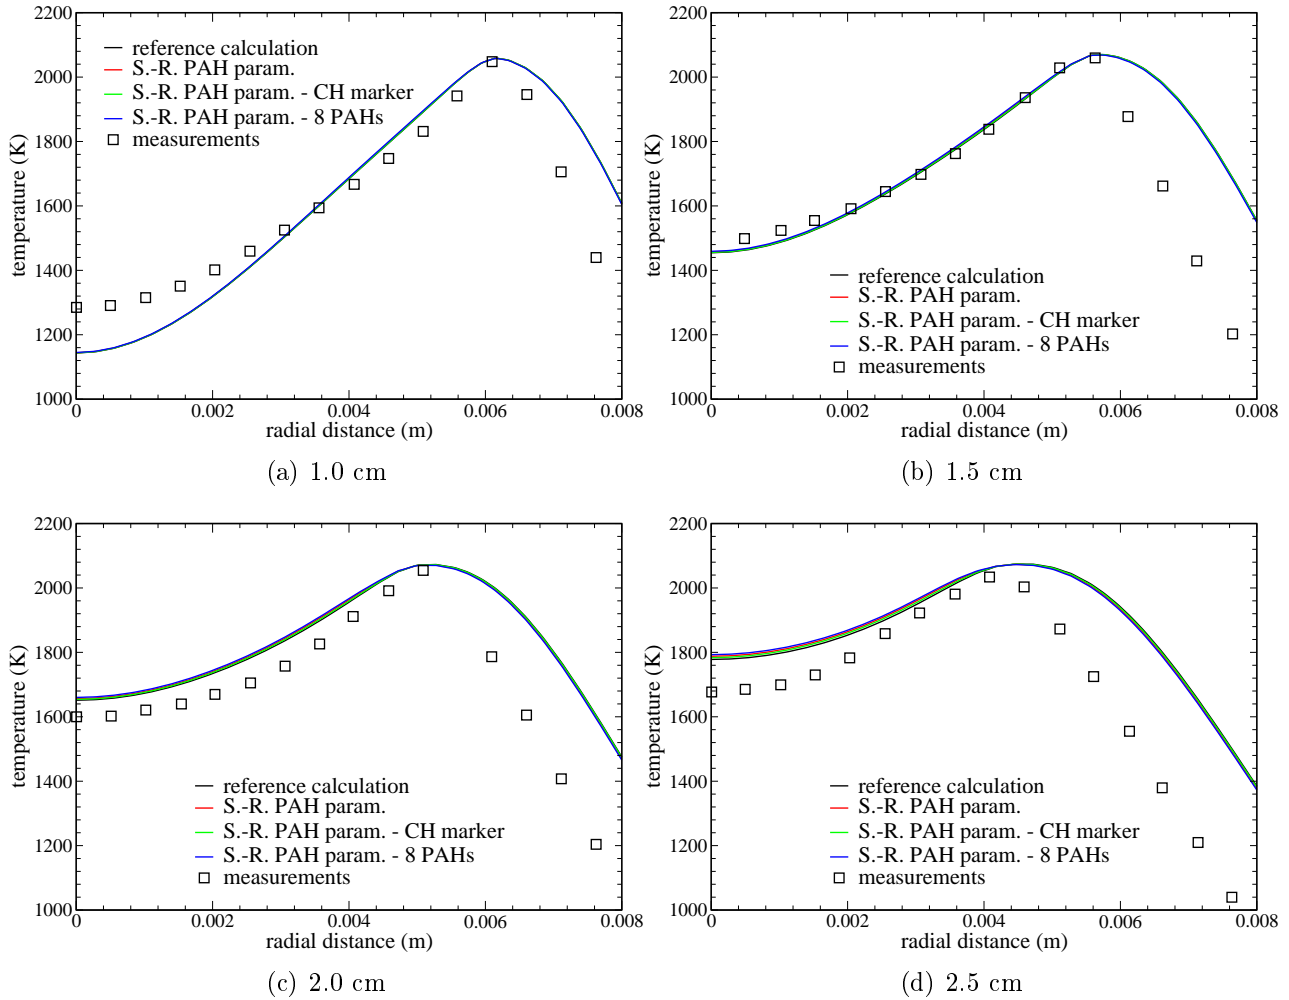 2200
2000
1800
1600
1400
1200
1000
temperature (K)
reference calculation
S.-R. PAH param.
S.-R. PAH param. - CH marker
S.-R. PAH param. - 8 PAHs
measurements
0 0.002 0.004 0.006 0.008
radial distance (m)
(a) 1.0 cm
2200
2000
1800
1600
1400
1200
1000
temperature (K)
reference calculation
S.-R. PAH param.
S.-R. PAH param. - CH marker
S.-R. PAH param. - 8 PAHs
measurements
0 0.002 0.004 0.006 0.008
radial distance (m)
(b) 1.5 cm
2200
2000
1800
1600
1400
1200
1000
temperature (K)
reference calculation
S.-R. PAH param.
S.-R. PAH param. - CH marker
S.-R. PAH param. - 8 PAHs
measurements
0 0.002 0.004 0.006 0.008
radial distance (m)
(c) 2.0 cm
2200
2000
1800
1600
1400
1200
1000
temperature (K)
reference calculation
S.-R. PAH param.
S.-R. PAH param. - CH marker
S.-R. PAH param. - 8 PAHs
measurements
0 0.002 0.004 0.006 0.008
radial distance (m)
(d) 2.5 cm